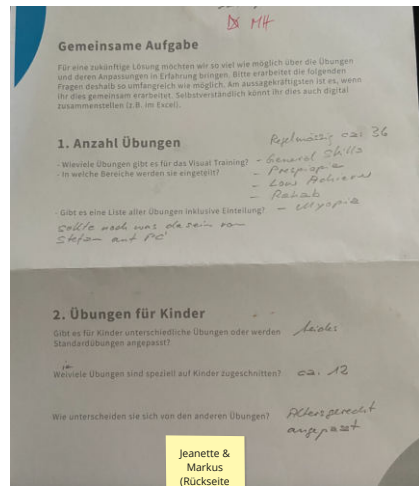 MH
Gemeinsame Aufgabe
Für eine zukünftige Lösung möchten wir so viel wie möglich über die Übungen
und deren Anpassungen in Erfahrung bringen. Bitte erarbeitet die folgenden
Fragen deshalb so umfangreich wie möglich. Am aussagekräftigsten ist es, wenn
ihr dies gemeinsam erarbeitet. Selbstverständlich könnt ihr dies auch digital
zusammenstellen (z.B. im Excel).
1. Anzahl Übungen
Regelmässig ca. 36
- Wieviele Übungen gibt es für das Visual Training? - General Skills
- In welche Bereiche werden sie eingeteilt? - Presbiopie
- Low Achiever
- Rehab
- Gibt es eine Liste aller Übungen inklusive Einteilung? - Myopie
sollte noch was da sein von
Stefan auf PC
2. Übungen für Kinder
Gibt es für Kinder unterschiedliche Übungen oder werden beides
Standardübungen angepasst?
Übungen sind speziell auf Kinder zugeschnitten? ca. 12
Wie unterscheiden sie sich von den anderen Übungen? Altersgerecht
angepasst
Jeanette &
Markus
(Rückseite